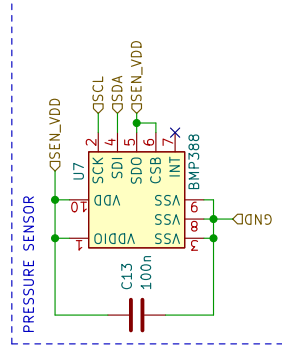 SCL
SDA
SEN_VDD
SEN_VDD
2
4
5
6
7
U7
SCK
SDI
SDO
CSB
INT
BMP388
10
VDD
VSS
9
VSS
8
GND
1
VDDIO
VSS
3
PRESSURE SENSOR
C13
100n